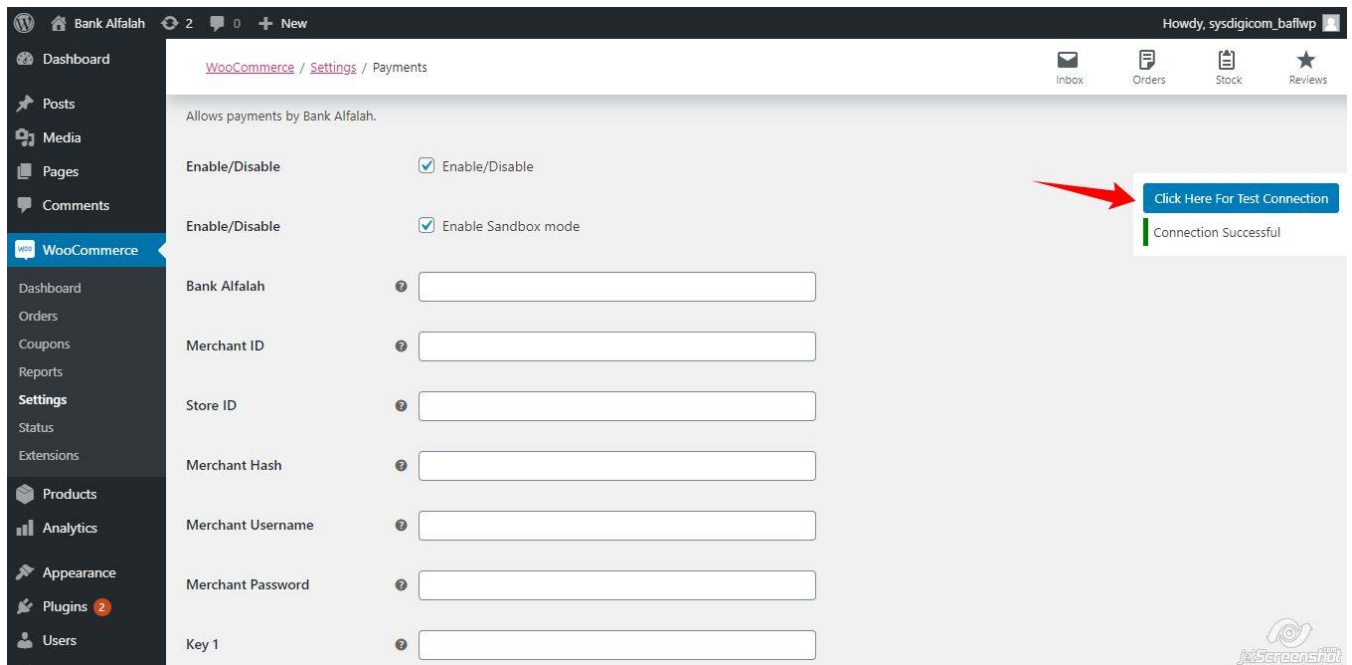 Bank Alfalah 2 0 + New Howdy, sysdigicom_baflwp
Dashboard
Posts
Media
Pages
Comments
WOO WooCommerce
Dashboard
Orders
Coupons
Reports
Settings
Status
Extensions
Products
Analytics
Appearance
Plugins 2
Users
WooCommerce / Settings / Payments
Inbox Orders Stock Reviews
Allows payments by Bank Alfalah.
Enable/Disable Enable/Disable
Click Here For Test Connection
Connection Successful
Enable/Disable Enable Sandbox mode
Bank Alfalah ?
Merchant ID ?
Store ID ?
Merchant Hash ?
Merchant Username ?
Merchant Password ?
Key 1 ?
jetScreenshot.com